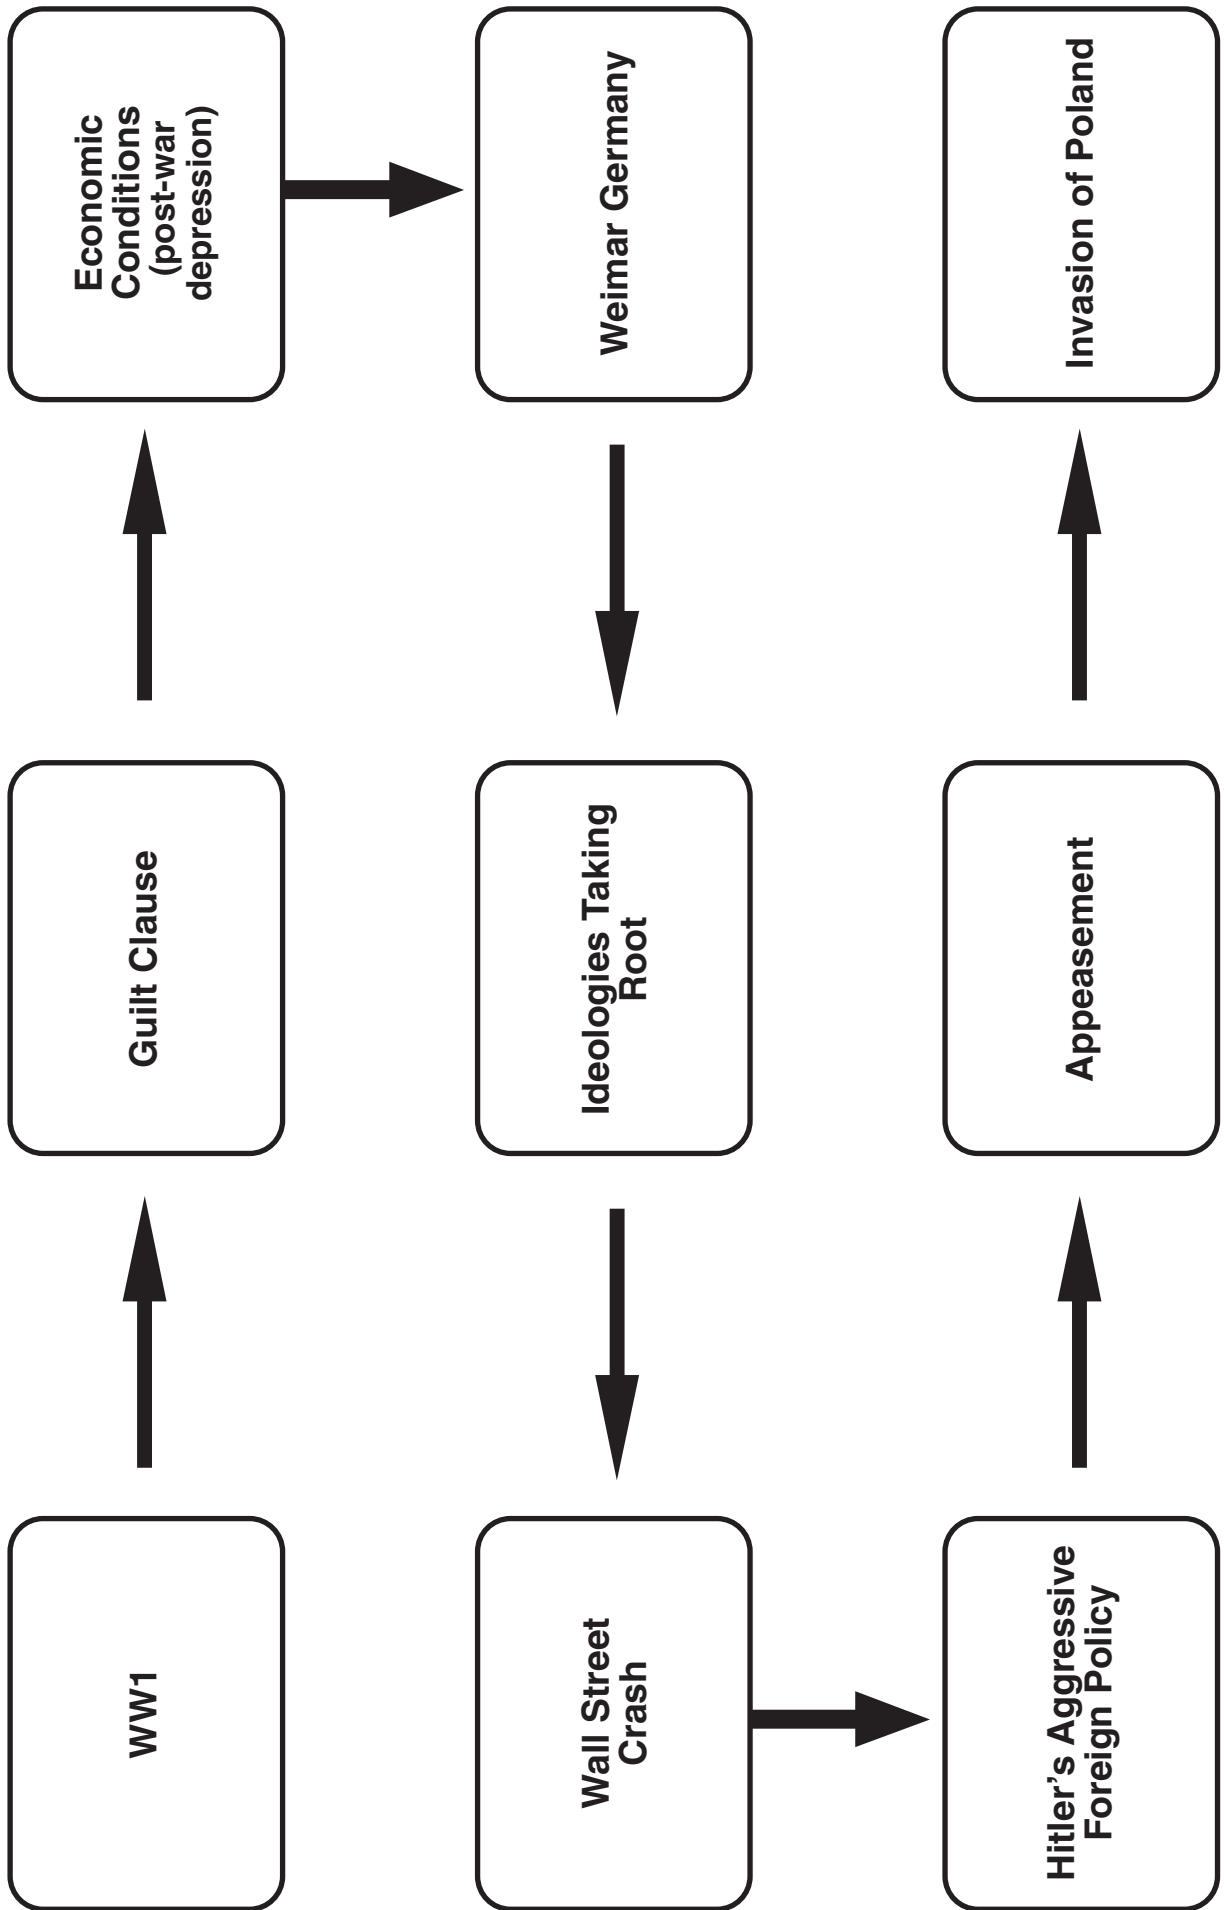 WW1
Guilt Clause
Economic
Conditions
(post-war
depression)
Weimar Germany
Ideologies Taking
Root
Wall Street
Crash
Hitler’s Aggressive
Foreign Policy
Appeasement
Invasion of Poland